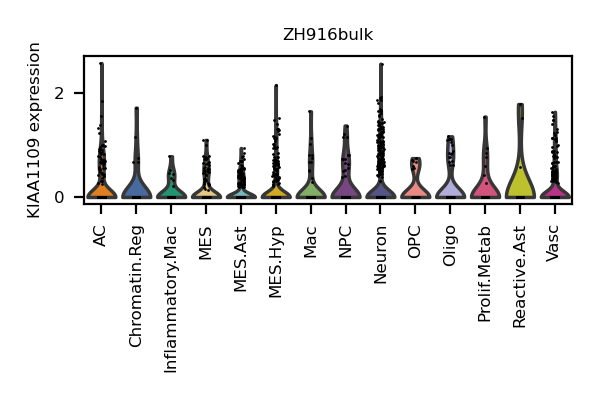 ZH916bulk
KIAA1109 expression
2
0
AC
Chromatin.Reg
Inflammatory.Mac
MES
MES.Ast
MES.Hyp
Mac
NPC
Neuron
OPC
Oligo
Prolif.Metab
Reactive.Ast
Vasc